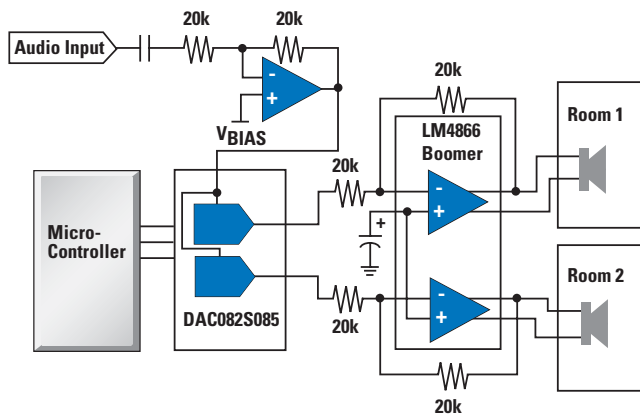 20k
20k
Audio Input
-
+
VBIAS
20k
LM4866
Boomer
Room 1
20k
-
+
+
Micro-
Controller
DAC082S085
20k
-
+
Room 2
20k